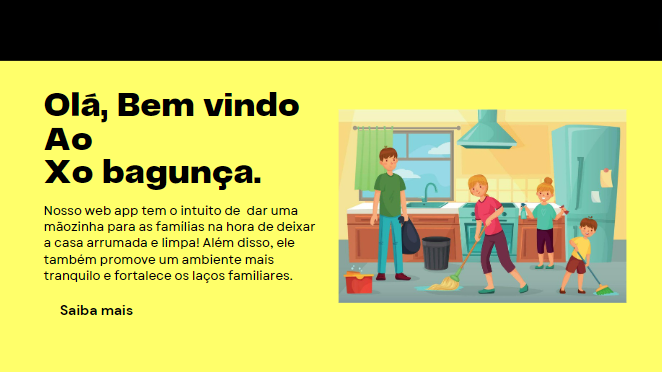 Olá, Bem vindo
Ao
Xo bagunça.
Nosso web app tem o intuito de  dar uma
mãozinha para as famílias na hora de deixar
a casa arrumada e limpa! Além disso, ele
também promove um ambiente mais
tranquilo e fortalece os laços familiares.
Saiba mais